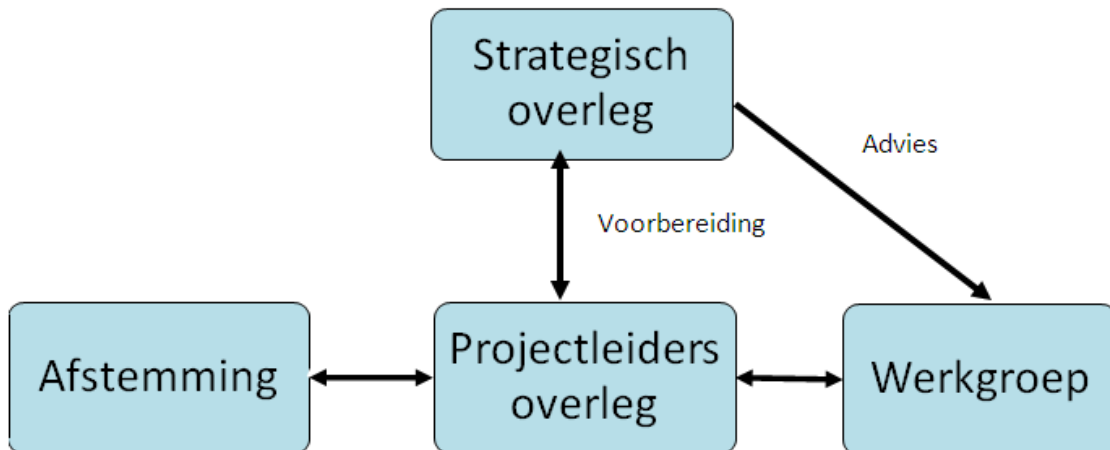 Strategisch
overleg
Advies
Voorbereiding
Afstemming
Projectleiders
overleg
Werkgroep